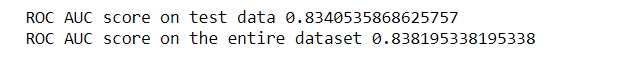 ROC AUC score on test data 0.8340535868625757
ROC AUC score on the entire dataset 0.838195338195338